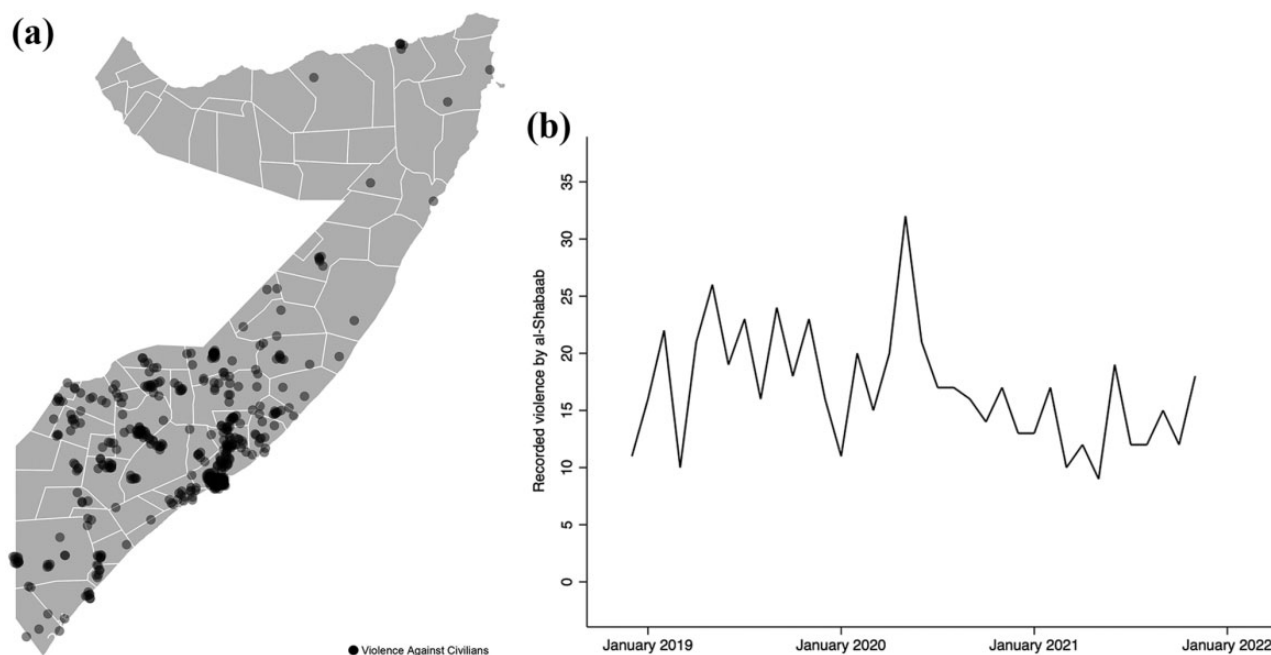 (a)
Violence Against Civilians
(b)
Recorded violence by al-Shabaab
35
30
25
20
15
10
5
0
January 2019
January 2020
January 2021
January 2022